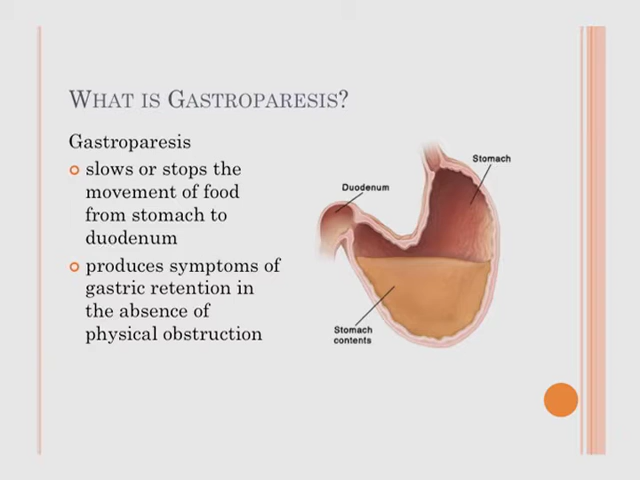 WHAT IS GASTROPARESIS?
Gastroparesis
slows or stops the
movement of food
from stomach to
duodenum
produces symptoms of
gastric retention in
the absence of
physical obstruction
Stomach
Duodenum
Stomach
contents